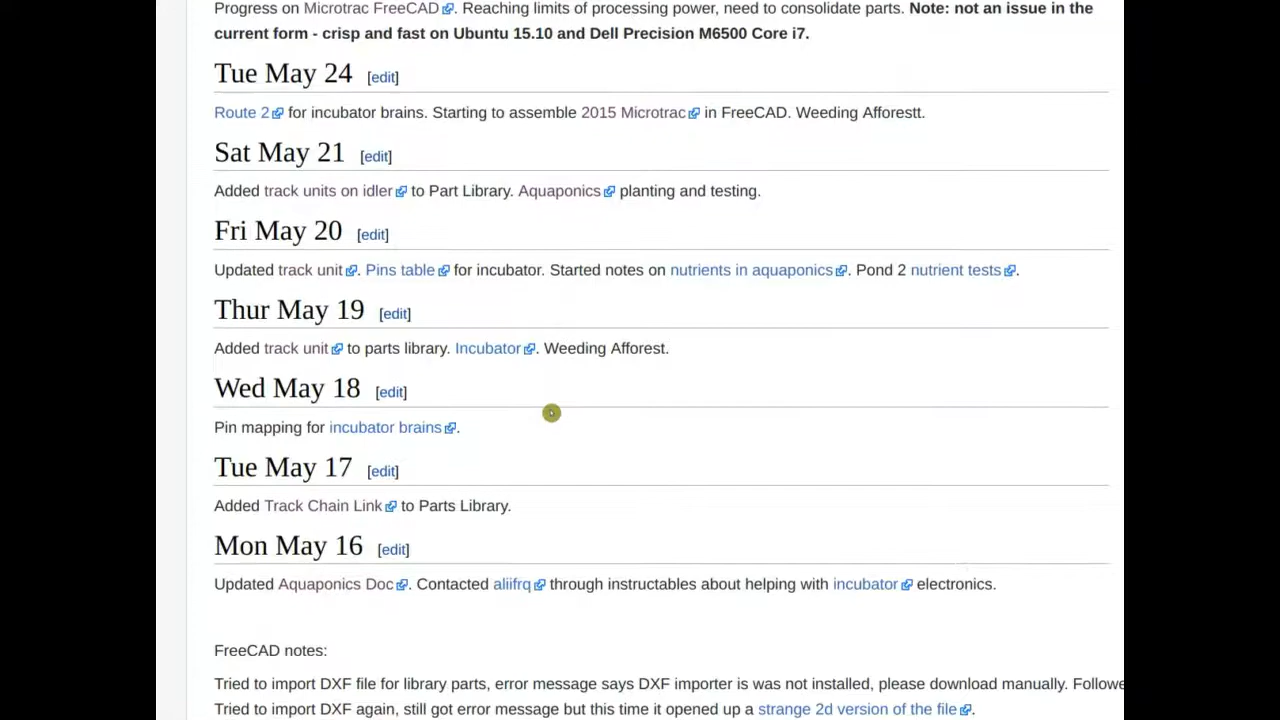 Progress on Microtrac FreeCAD. Reaching limits of processing power, need to consolidate parts. Note: not an issue in the
current form - crisp and fast on Ubuntu 15.10 and Dell Precision M6500 Core i7.
Tue May 24 [edit]
Route 2 for incubator brains. Starting to assemble 2015 Microtrac in FreeCAD. Weeding Afforestt.
Sat May 21 [edit]
Added track units on idler to Part Library. Aquaponics planting and testing.
Fri May 20 [edit]
Updated track unit. Pins table for incubator. Started notes on nutrients in aquaponics. Pond 2 nutrient tests.
Thur May 19 [edit]
Added track unit to parts library. Incubator. Weeding Afforest.
Wed May 18 [edit]
Pin mapping for incubator brains.
Tue May 17 [edit]
Added Track Chain Link to Parts Library.
Mon May 16 [edit]
Updated Aquaponics Doc. Contacted aliifrq through instructables about helping with incubator electronics.
FreeCAD notes:
Tried to import DXF file for library parts, error message says DXF importer is was not installed, please download manually. Followe
Tried to import DXF again, still got error message but this time it opened up a strange 2d version of the file.